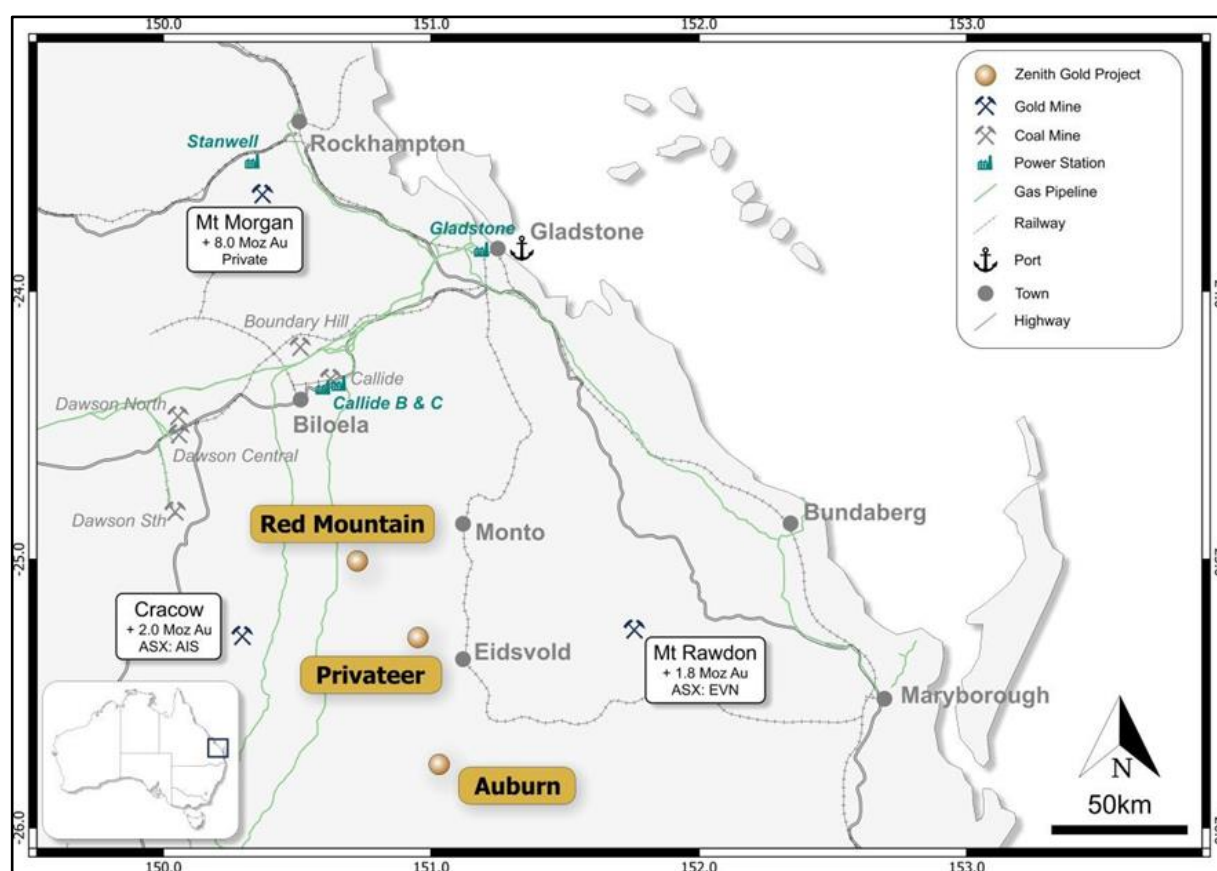 150.0
151.0
152.0
153.0
Zenith Gold Project
Gold Mine
Coal Mine
Power Station
Gas Pipeline
Railway
Port
Town
Highway
Rockhampton
Stanwell
Mt Morgan
+ 8.0 Moz Au
Private
Gladstone
Gladstone
-24.0
Boundary Hill
Callide
Callide B & C
Dawson North
Biloela
Dawson Central
Dawson Sth
Red Mountain
Monto
Bundaberg
-25.0
Cracow
+ 2.0 Moz Au
ASX: AIS
Privateer
Eidsvold
Mt Rawdon
+ 1.8 Moz Au
ASX: EVN
Maryborough
Auburn
N
50km
-26.0
150.0
151.0
152.0
153.0